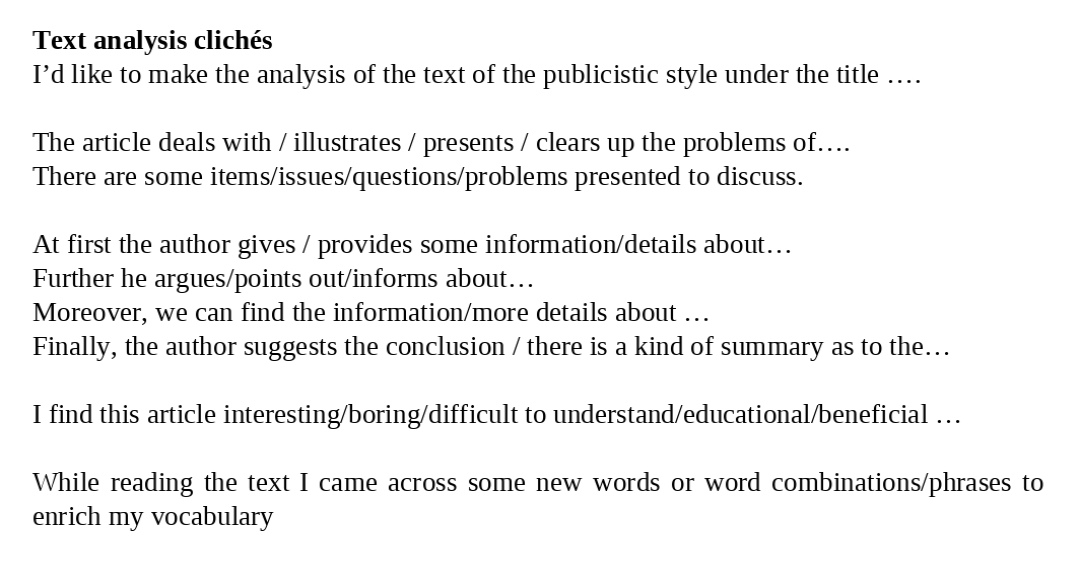 Text analysis clichés
I’d like to make the analysis of the text of the publicistic style under the title ….
The article deals with / illustrates / presents / clears up the problems of….
There are some items/issues/questions/problems presented to discuss.
At first the author gives / provides some information/details about…
Further he argues/points out/informs about…
Moreover, we can find the information/more details about …
Finally, the author suggests the conclusion / there is a kind of summary as to the…
I find this article interesting/boring/difficult to understand/educational/beneficial …
While reading the text I came across some new words or word combinations/phrases to
enrich my vocabulary